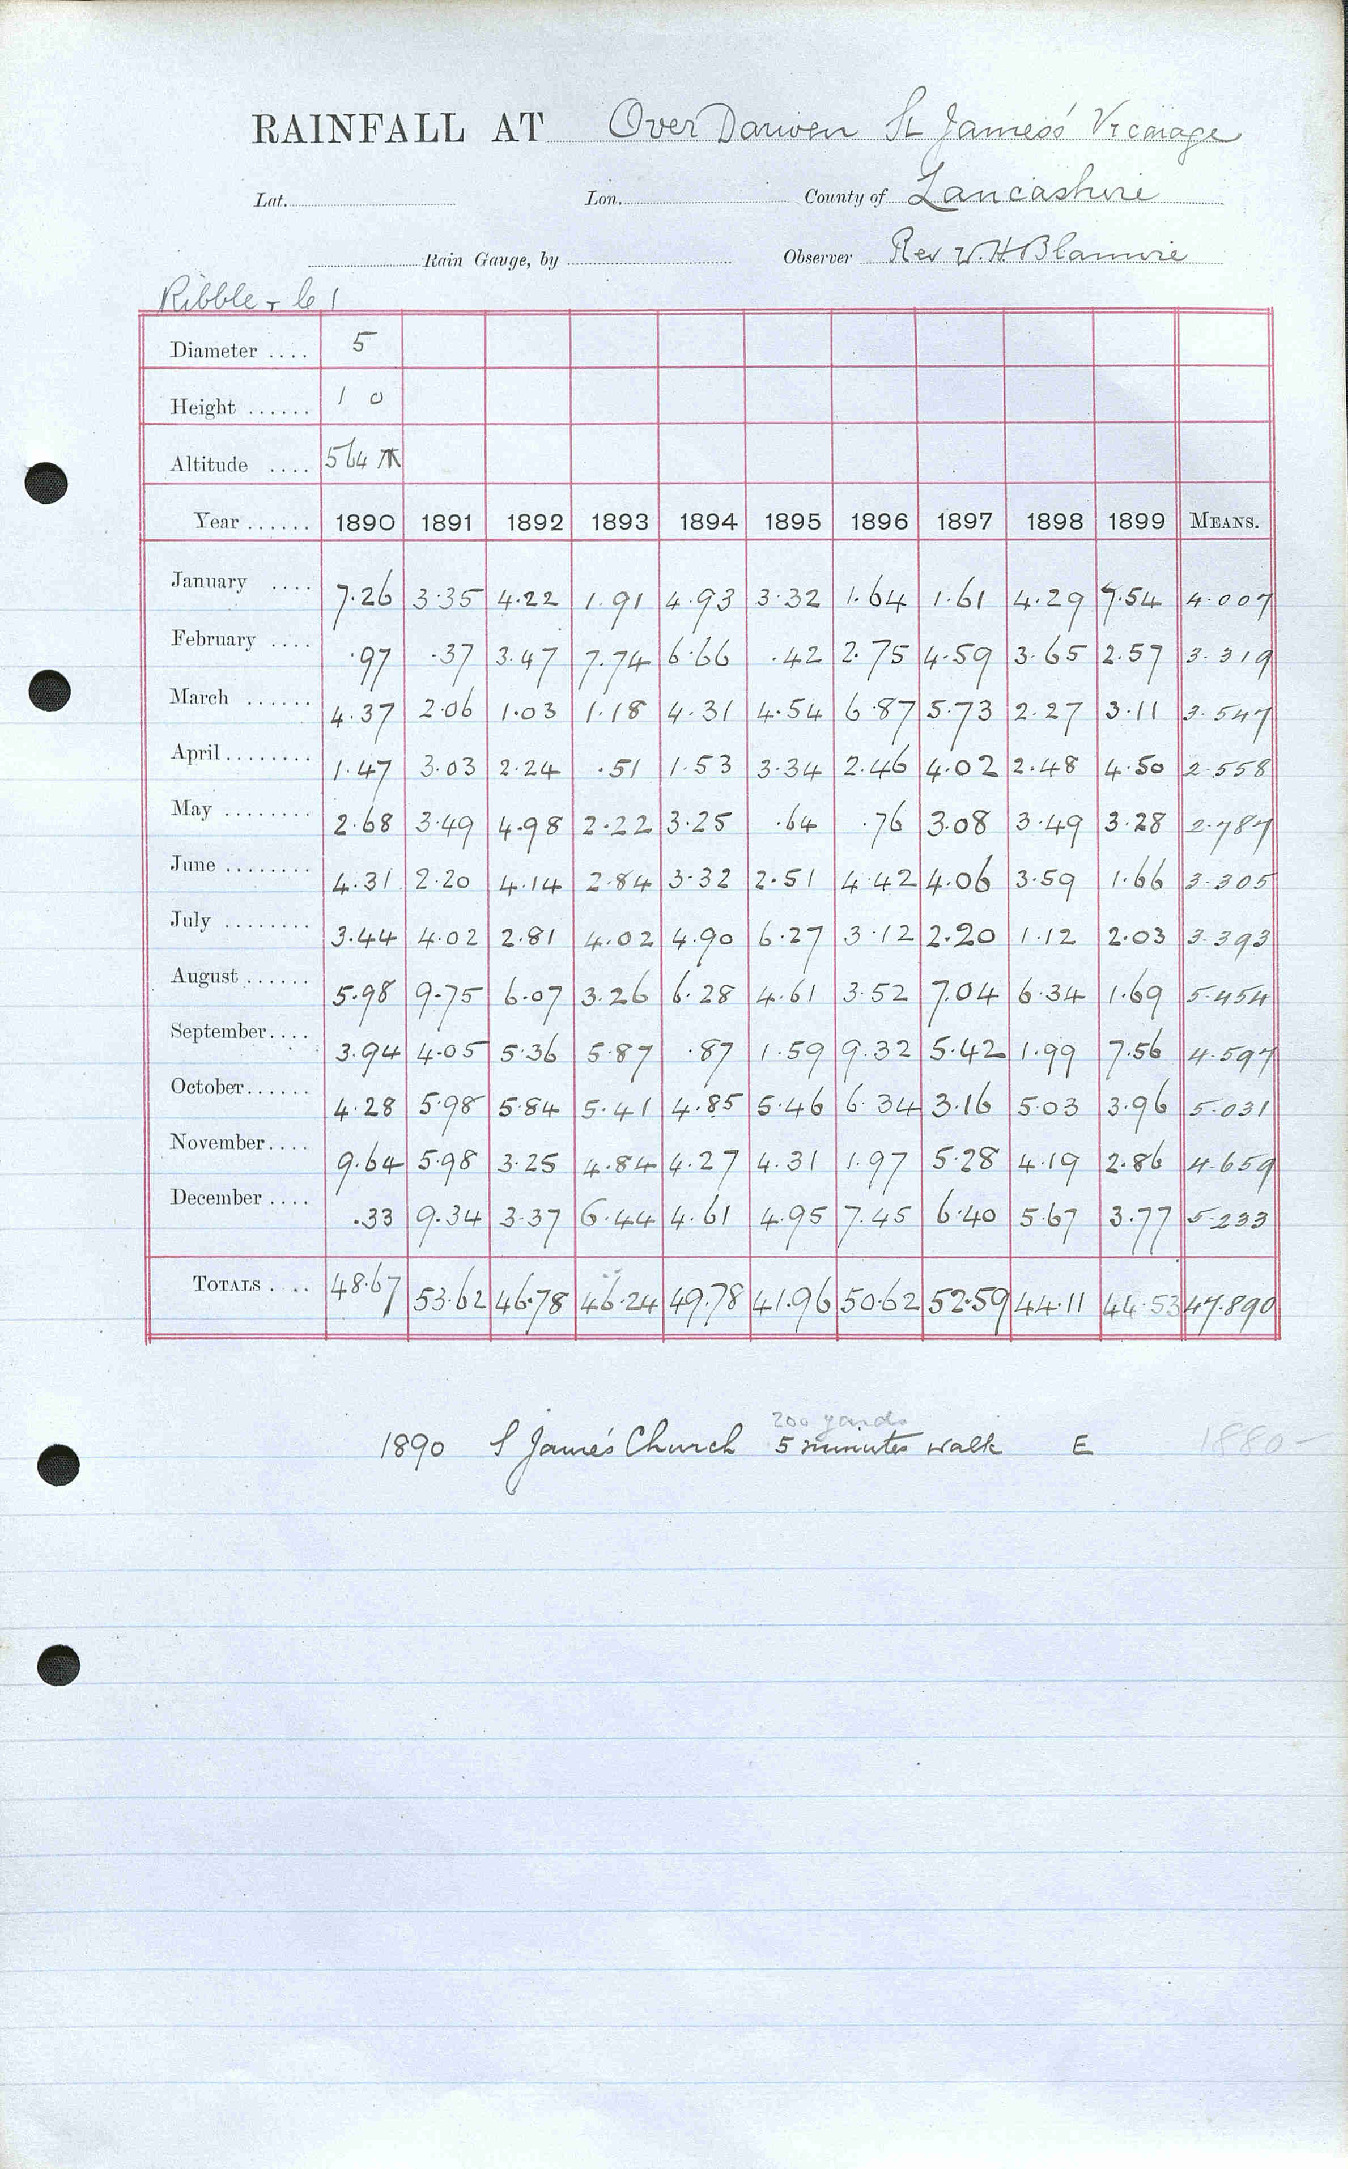 RAINFALL AT Over Darwen St James's Vicarage
Lat. Lon. County of Lancashire
Rain Gauge, by Observer Rev W. H Blamire
Ribble
Diameter .... 5
Height ...... 1 0
Altitude .... 564
Year ...... 1890 1891 1892 1893 1894 1895 1896 1897 1898 1899 MEANS.
January .... 7.26 3.35 4.22 1.91 4.93 3.32 1.64 1.61 4.29 7.54 4.007
February .... .97 .37 3.47 7.74 6.66 .42 2.75 4.59 3.65 2.57 3.319
March ...... 4.37 2.06 1.03 1.18 4.31 4.54 6.87 5.73 2.27 3.11 3.547
April ........ 1.47 3.03 2.24 .51 1.53 3.34 2.46 4.02 2.48 4.50 2.558
May ........ 2.68 3.49 4.98 2.22 3.25 .64 .76 3.08 3.49 3.28 2.787
June ........ 4.31 2.20 4.14 2.84 3.32 2.51 4.42 4.06 3.59 1.66 3.305
July ........ 3.44 4.02 2.81 4.02 4.90 6.27 3.12 2.20 1.12 2.03 3.393
August ...... 5.98 9.75 6.07 3.26 6.28 4.61 3.52 7.04 6.34 1.69 5.454
September .... 3.94 4.05 5.36 5.87 .87 1.59 9.32 5.42 1.99 7.56 4.597
October ...... 4.28 5.98 5.84 5.41 4.85 5.46 6.34 3.16 5.03 3.96 5.031
November .... 9.64 5.98 3.25 4.84 4.27 4.31 1.97 5.28 4.19 2.86 4.659
December .... .33 9.34 3.37 6.44 4.61 4.95 7.45 6.40 5.67 3.77 5.233
TOTALS .... 48.67 53.62 46.78 46.24 49.78 41.96 50.62 52.59 44.11 44.53 47.890
200 yards
1890 S James's Church 5 minutes walk E 1880-